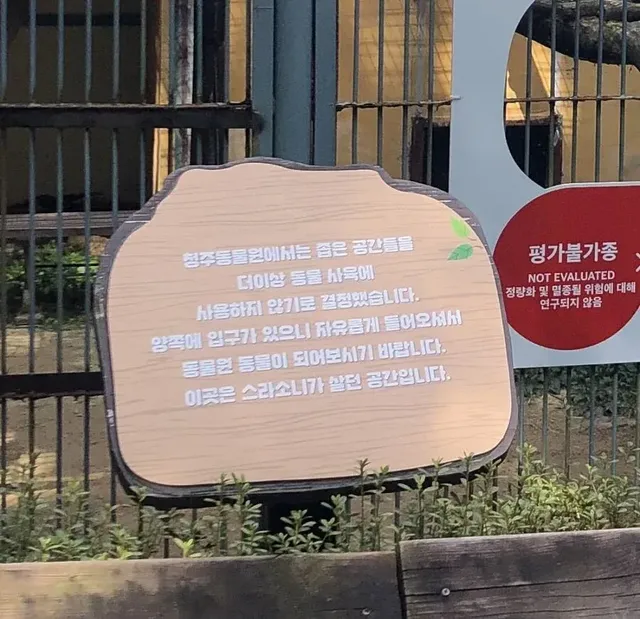 청주동물원에서는 좁은 공간들을
더이상 동물 사육에
사용하지 않기로 결정했습니다.
양쪽에 입구가 있으니 자유롭게 들어오셔서
동물원 동물이 되어보시기 바랍니다.
이곳은 스라소니가 살던 공간입니다.
평가불가종
NOT EVALUATED
정량화 및 멸종될 위험에 대해
연구되지 않음